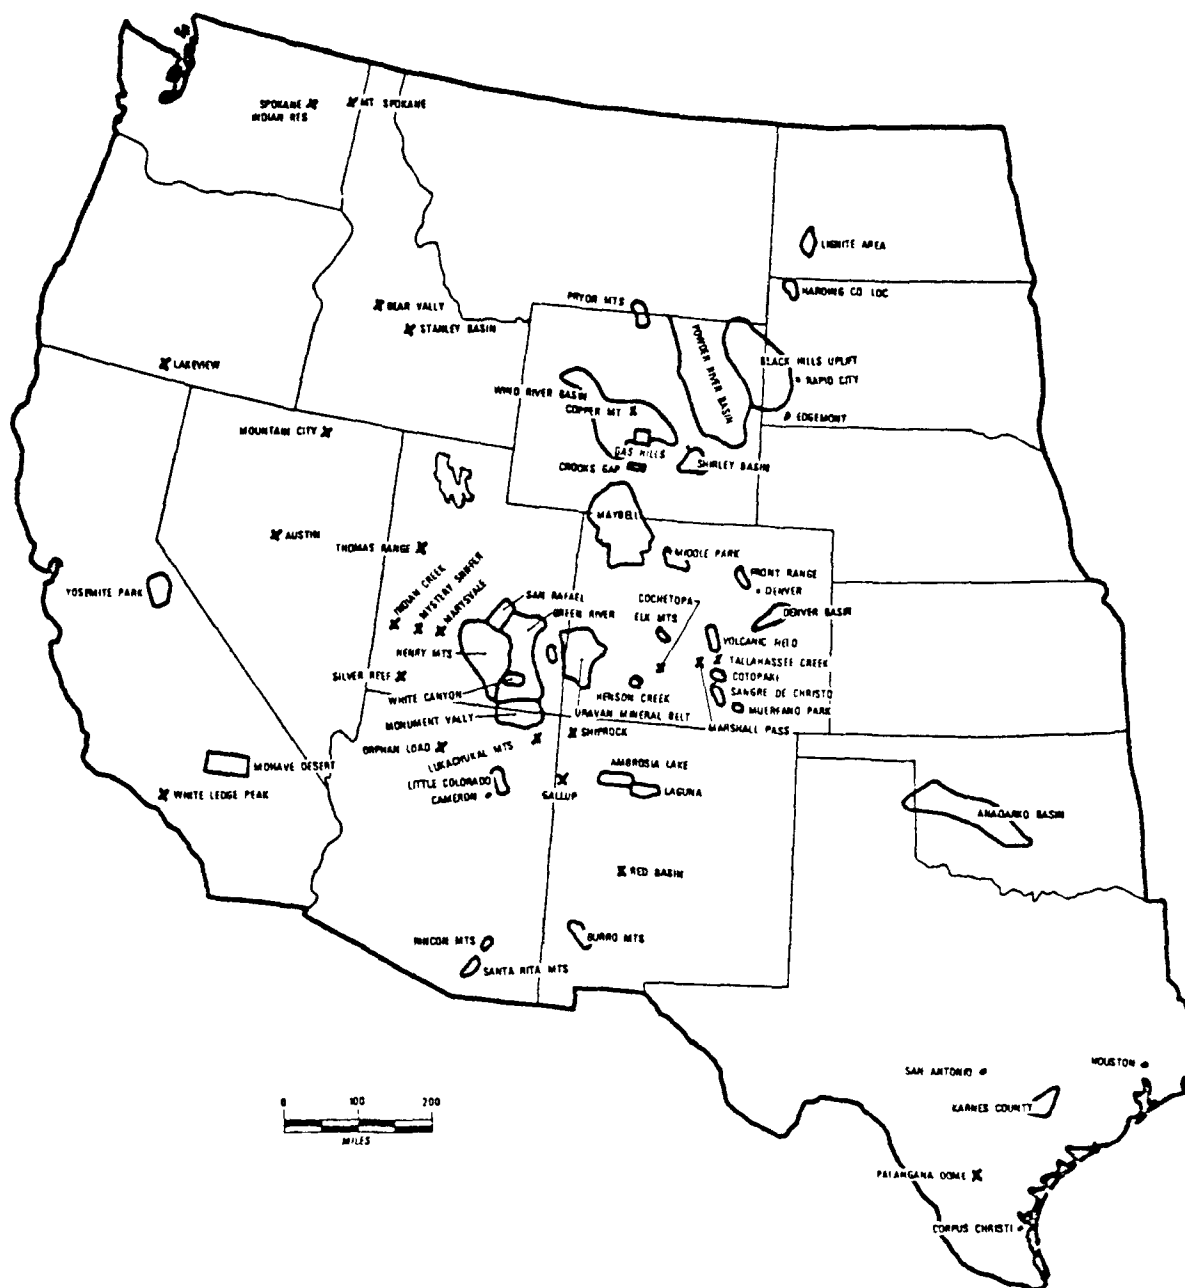 SPOKANE
INDIAN RES
MT. SPOKANE
LIGNITE AREA
HARDING CO. LOC
BEAR VALLY
STANLEY BASIN
PRYOR MTS
POWDER RIVER BASIN
BLACK HILLS UPLIFT
RAPID CITY
LAKEVIEW
WIND RIVER BASIN
COPPER MT
EDGEMONT
MOUNTAIN CITY
GAS HILLS
CROOKS GAP
SHIRLEY BASIN
MAYBELL
AUSTIN
THOMAS RANGE
MIDDLE PARK
FRONT RANGE
DENVER
YOSEMITE PARK
INDIAN CREEK
MYSTERY SNIFFER
MARYSVALE
SAN RAFAEL
GREEN RIVER
COCHETOPA
ELK MTS
DENVER BASIN
VOLCANIC FIELD
HENRY MTS
TALLAHASSEE CREEK
COTOPAXI
SILVER REEF
WHITE CANYON
HENSON CREEK
SANGRE DE CHRISTO
HUERFANO PARK
URAVAN MINERAL BELT
MONUMENT VALLY
MARSHALL PASS
ORPHAN LOAD
LUKACHUKAI MTS
SHIPROCK
MOHAVE DESERT
AMBROSIA LAKE
LITTLE COLORADO
CAMERON
GALLUP
LAGUNA
WHITE LEDGE PEAK
ANADARKO BASIN
RED BASIN
RINCON MTS
BURRO MTS
SANTA RITA MTS
SAN ANTONIO
HOUSTON
KARNES COUNTY
0 100 200
MILES
PALANGANA DOME
CORPUS CHRISTI